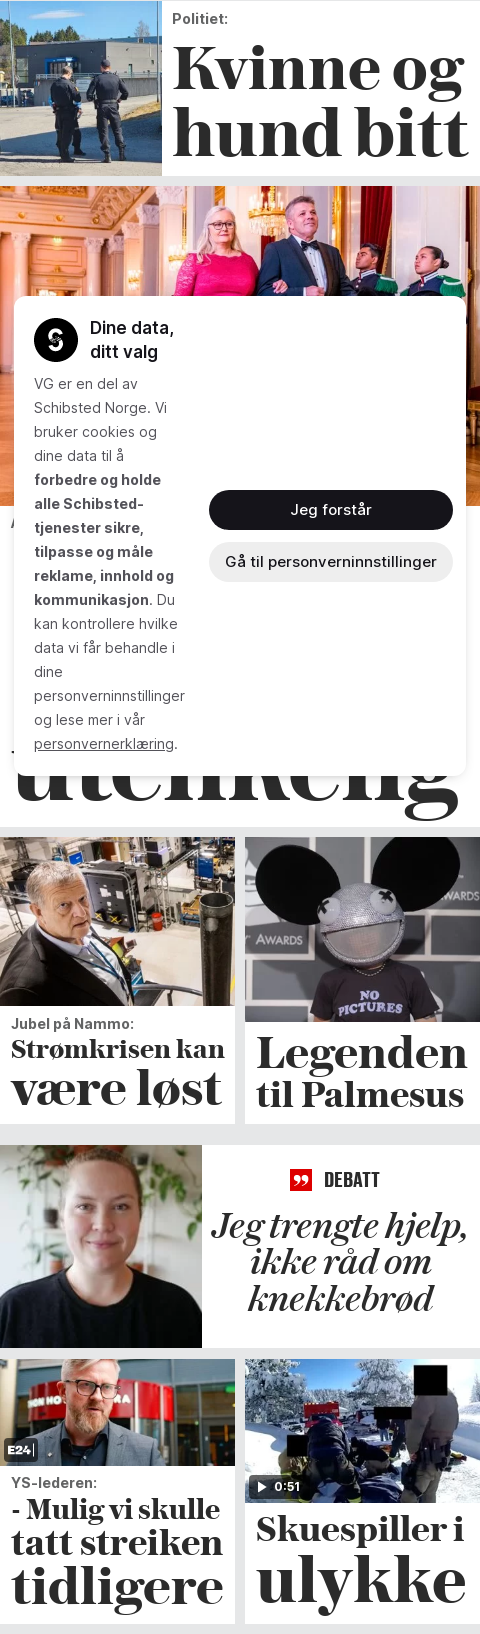 Politiet:
Kvinne og
hund bitt
Dine data,
ditt valg
VG er en del av
Schibsted Norge. Vi
bruker cookies og
dine data til å
forbedre og holde
alle Schibsted-
tjenester sikre,
tilpasse og måle
reklame, innhold og
kommunikasjon. Du
kan kontrollere hvilke
data vi får behandle i
dine
personverninnstillinger
og lese mer i vår
personvernerklæring.
Jeg forstår
Gå til personverninnstillinger
utenkelig
AWARDS
AWARDS
NO
PICTURES
Jubel på Nammo:
Strømkrisen kan
være løst
Legenden
til Palmesus
DEBATT
Jeg trengte hjelp,
ikke råd om
knekkebrød
E24
YS-lederen:
- Mulig vi skulle
tatt streiken
tidligere
0:51
Skuespiller i
ulykke